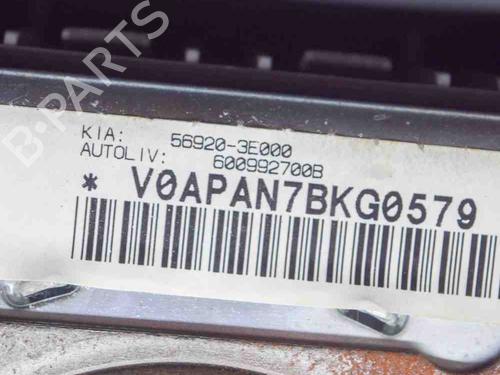 B-PARTS
KIA: 56920-3E000
AUTOLIV: 600992700B
* V0APAN7BKG0579